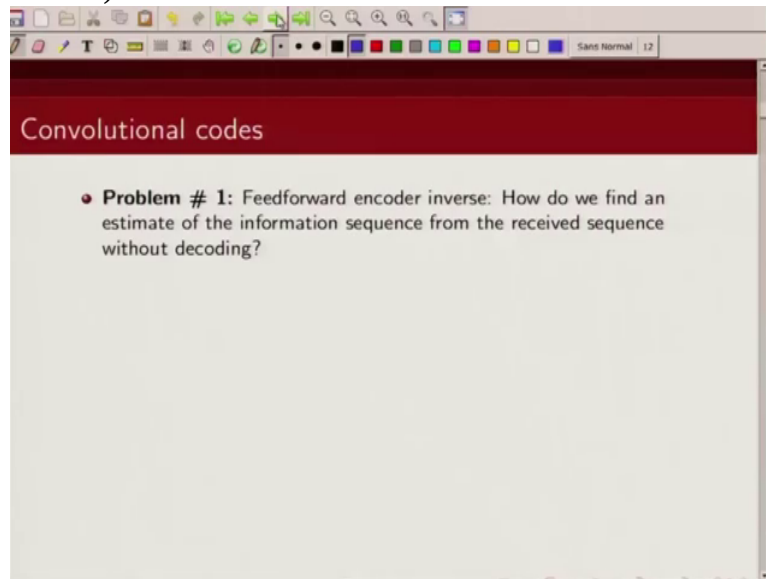 )
T
Sans Normal 12
Convolutional codes
Problem # 1: Feedforward encoder inverse: How do we find an
estimate of the information sequence from the received sequence
without decoding?